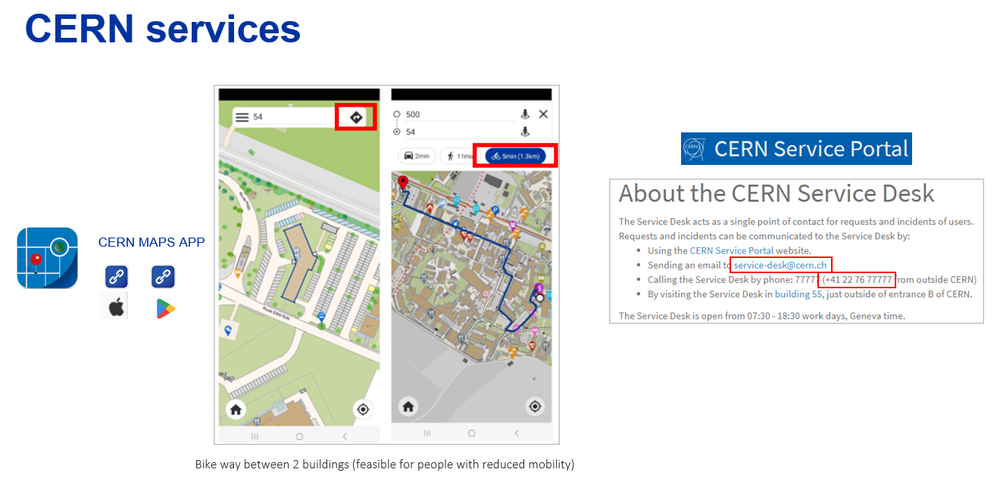 CERN services
CERN MAPS APP
54
Route EINSTEIN
500
54
2min
11min
5min (1.3km)
Bike way between 2 buildings (feasible for people with reduced mobility)
CERN
CERN Service Portal
About the CERN Service Desk
The Service Desk acts as a single point of contact for requests and incidents of users.
Requests and incidents can be communicated to the Service Desk by:
• Using the CERN Service Portal website.
• Sending an email to service-desk@cern.ch
• Calling the Service Desk by phone: 77777 (+41 22 76 77777 from outside CERN)
• By visiting the Service Desk in building 55, just outside of entrance B of CERN.
The Service Desk is open from 07:30 - 18:30 work days, Geneva time.